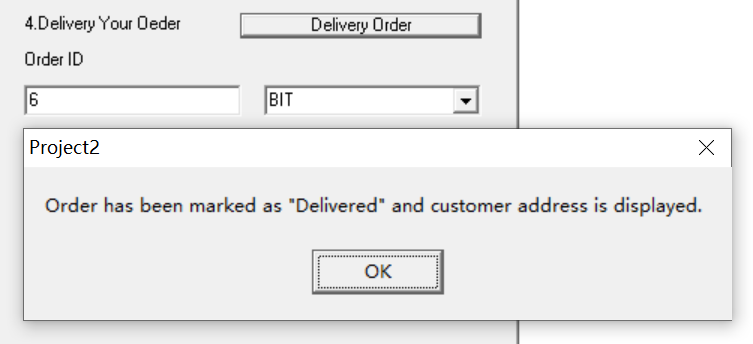 4.Delivery Your Oeder
Delivery Order
Order ID
6
BIT
Project2
Order has been marked as "Delivered" and customer address is displayed.
OK